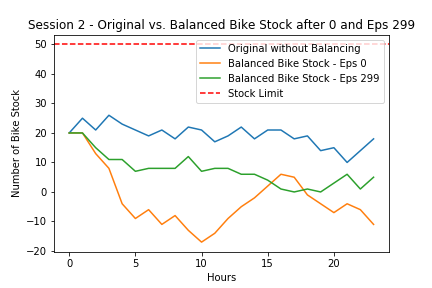 Session 2 - Original vs. Balanced Bike Stock after 0 and Eps 299
50
40
30
20
10
0
−10
−20
Number of Bike Stock
Original without Balancing
Balanced Bike Stock - Eps 0
Balanced Bike Stock - Eps 299
Stock Limit
0
5
10
15
20
Hours